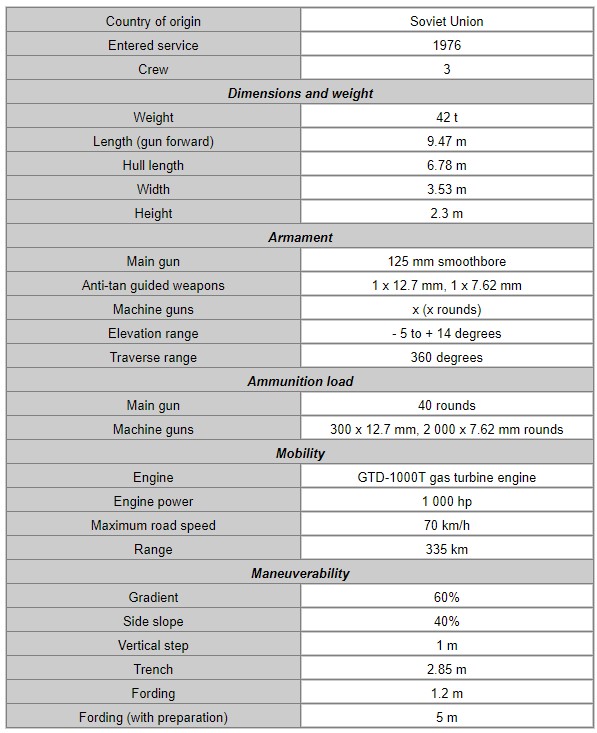 Country of origin Soviet Union
Entered service 1976
Crew 3
Dimensions and weight
Weight 42 t
Length (gun forward) 9.47 m
Hull length 6.78 m
Width 3.53 m
Height 2.3 m
Armament
Main gun 125 mm smoothbore
Anti-tan guided weapons 1 x 12.7 mm, 1 x 7.62 mm
Machine guns x (x rounds)
Elevation range - 5 to + 14 degrees
Traverse range 360 degrees
Ammunition load
Main gun 40 rounds
Machine guns 300 x 12.7 mm, 2 000 x 7.62 mm rounds
Mobility
Engine GTD-1000T gas turbine engine
Engine power 1 000 hp
Maximum road speed 70 km/h
Range 335 km
Maneuverability
Gradient 60%
Side slope 40%
Vertical step 1 m
Trench 2.85 m
Fording 1.2 m
Fording (with preparation) 5 m